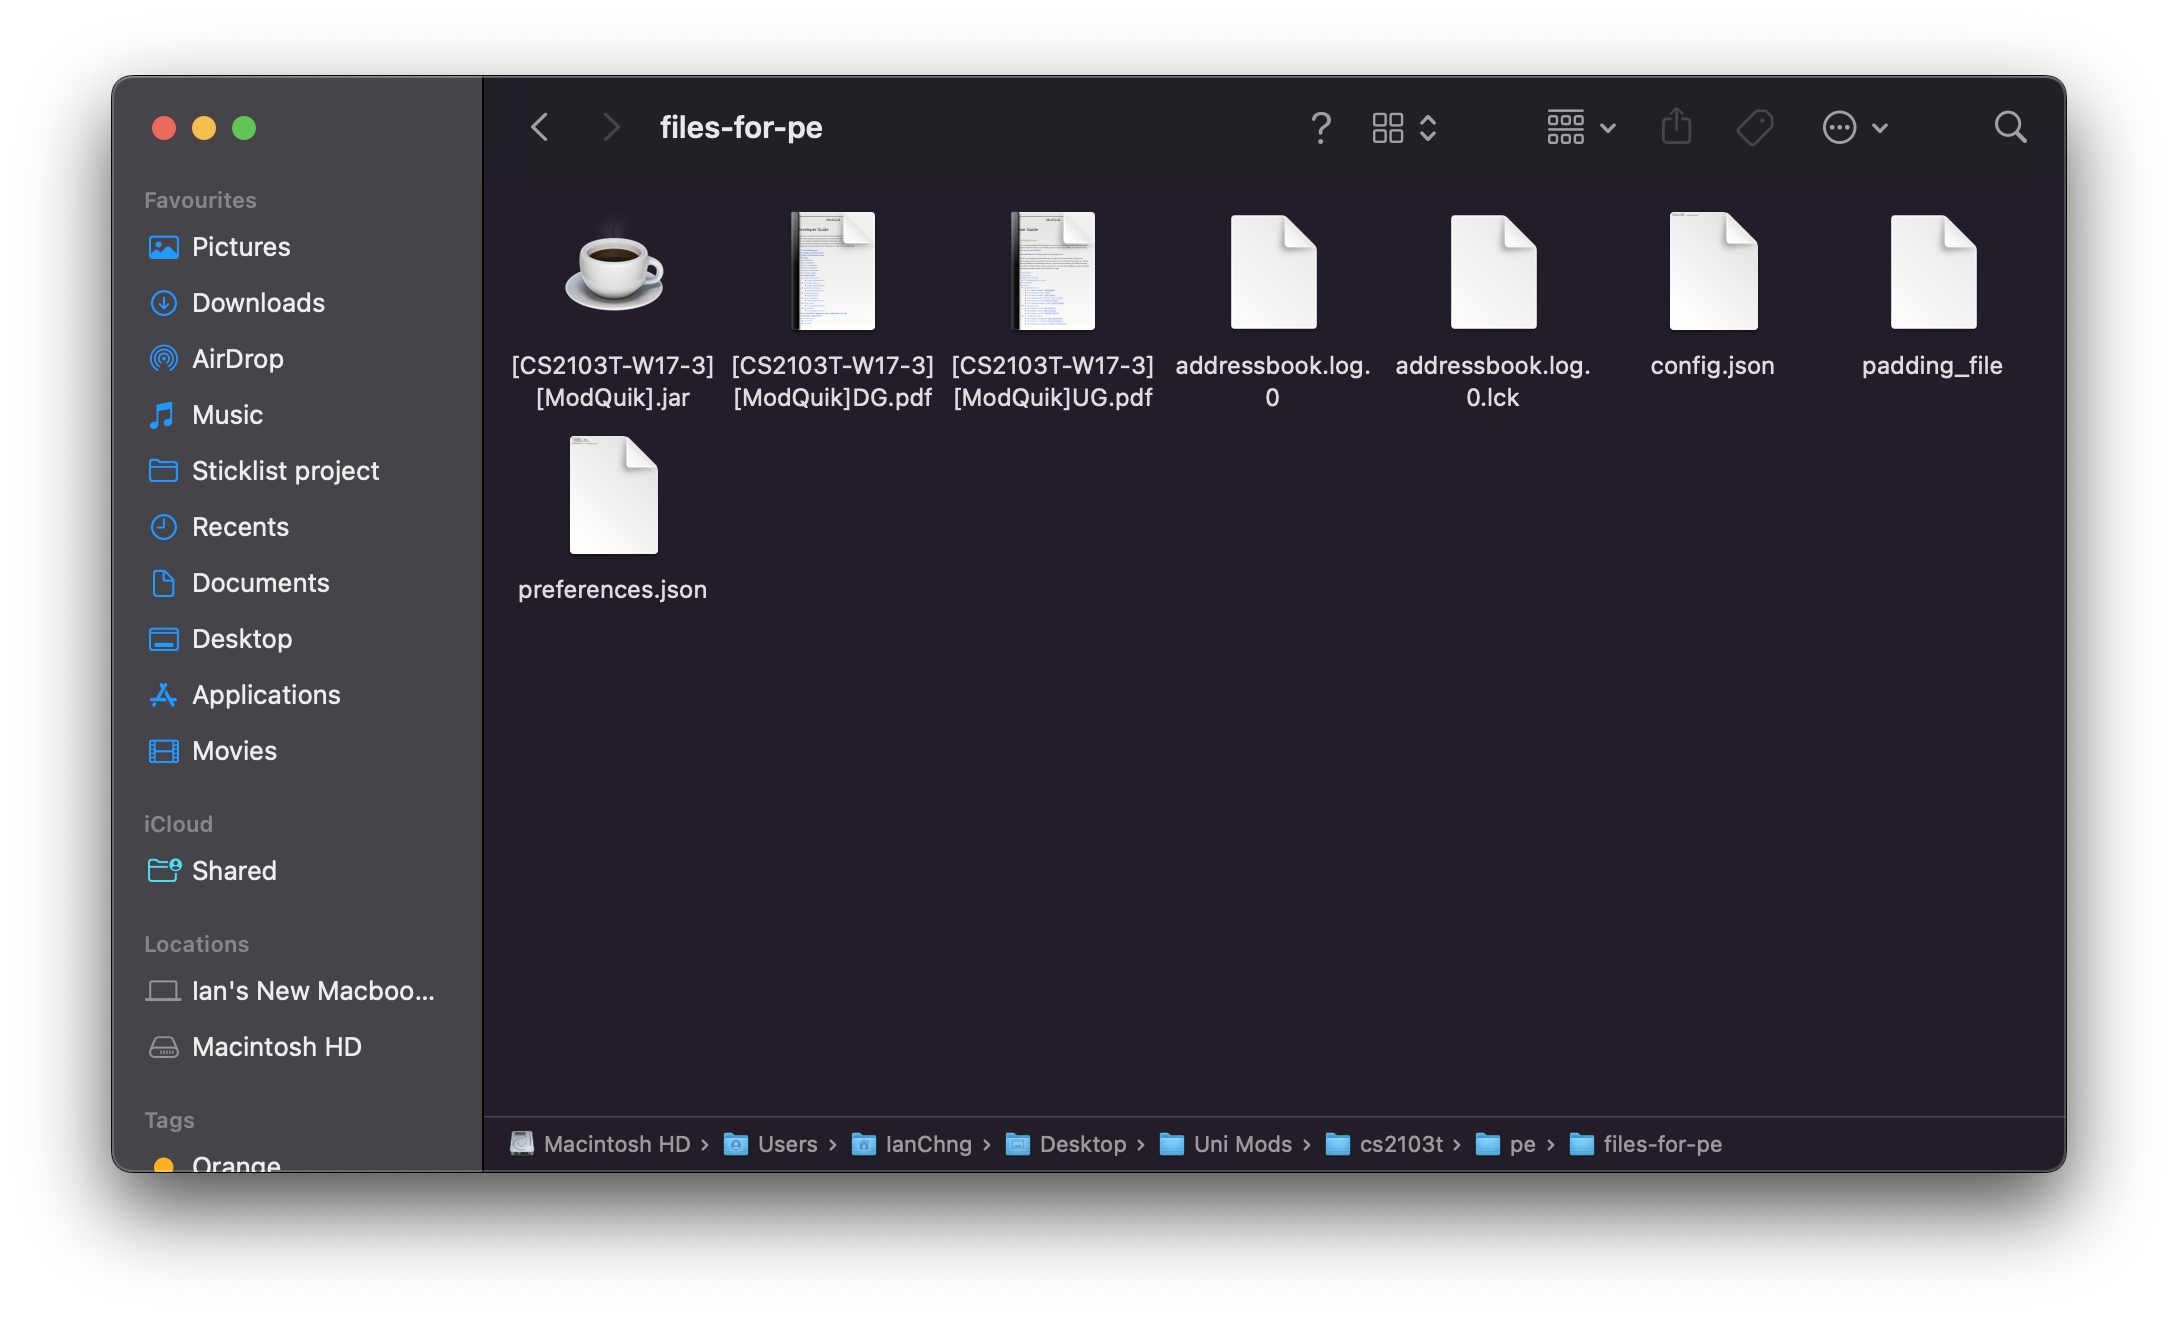 files-for-pe
Favourites
Pictures
Downloads
AirDrop
Music
Sticklist project
Recents
Documents
Desktop
Applications
Movies
iCloud
Shared
Locations
Ian's New Macboo...
Macintosh HD
Tags
Orange
[CS2103T-W17-3]
[ModQuik].jar
[CS2103T-W17-3]
[ModQuik]DG.pdf
[CS2103T-W17-3]
[ModQuik]UG.pdf
addressbook.log.
0
addressbook.log.
0.lck
config.json
padding_file
preferences.json
Macintosh HD › Users › IanChng › Desktop › Uni Mods › cs2103t › pe › files-for-pe